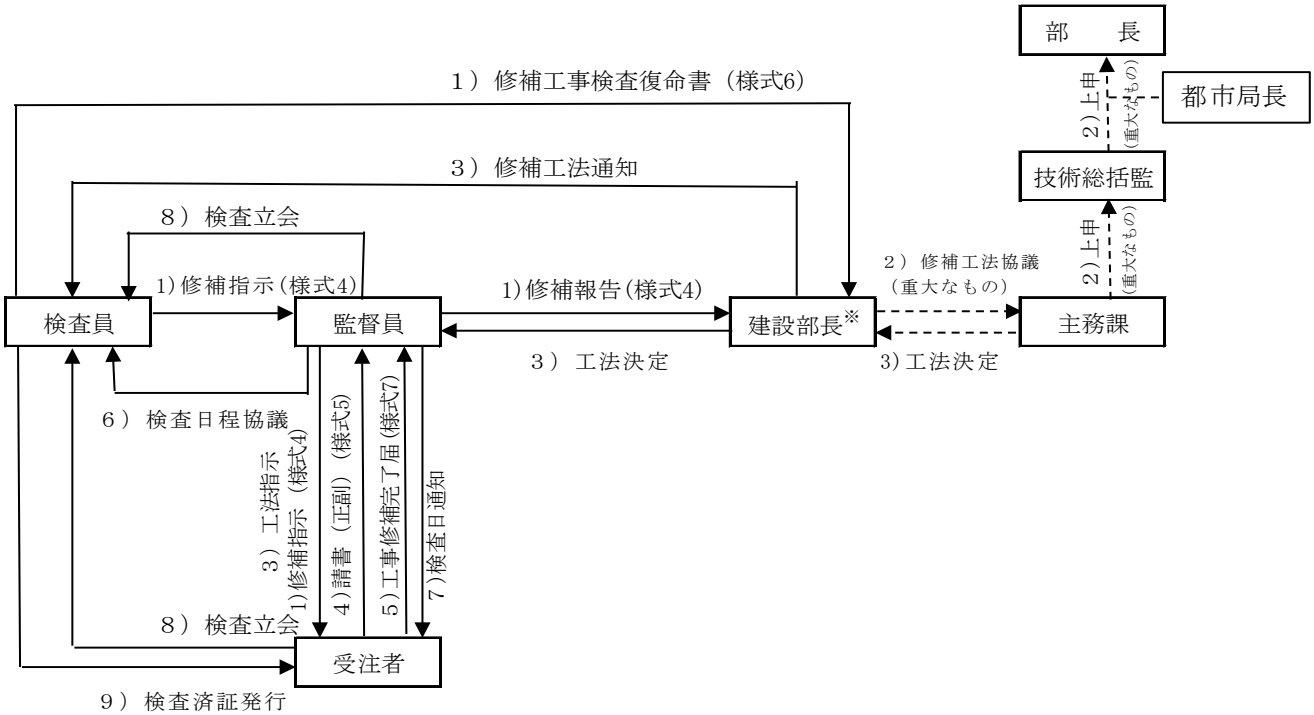 部　　長
1） 修補工事検査復命書 （様式6）
2）上申
（重大なもの）
都市局長
3） 修補工法通知
技術総括監
8） 検査立会
2）上申
（重大なもの）
1)修補指示(様式4)
1)修補報告(様式4)
2） 修補工法協議
（重大なもの）
検査員
監督員
建設部長※
主務課
3） 工法決定
3)工法決定
6） 検査日程協議
3） 工法指示
1)修補指示 (様式4)
4)請書 (正副) (様式5)
5)工事修補完了届(様式7)
7)検査日通知
8） 検査立会
受注者
9） 検査済証発行